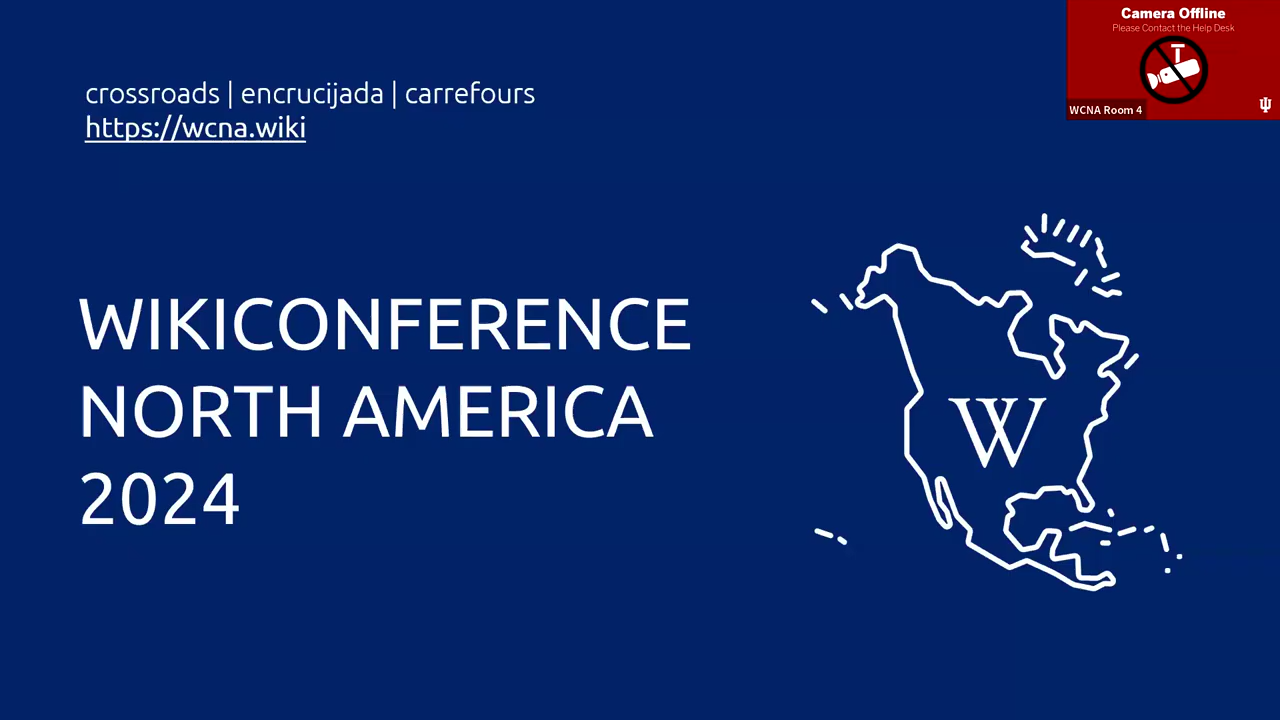 crossroads | encrucijada | carrefours
https://wcna.wiki
WIKICONFERENCE
NORTH AMERICA
2024
W
Camera Offline
Please Contact the Help Desk
WCNA Room 4